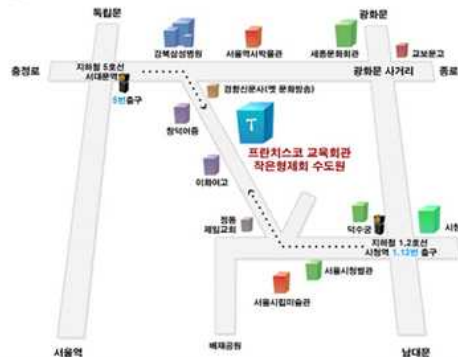 독립문
광화문
강북삼성병원
서울역사박물관
세종문화회관
교보문고
충정로
지하철 5호선
서대문역
5번출구
경향신문사(옛 문화방송)
광화문 사거리
종로
창덕여중
T
프란치스코 교육회관
작은형제회 수도원
이화여고
정동
제일교회
덕수궁
시청
지하철 1,2호선
시청역 1,12번 출구
서울시청별관
서울시립미술관
배재공원
서울역
남대문